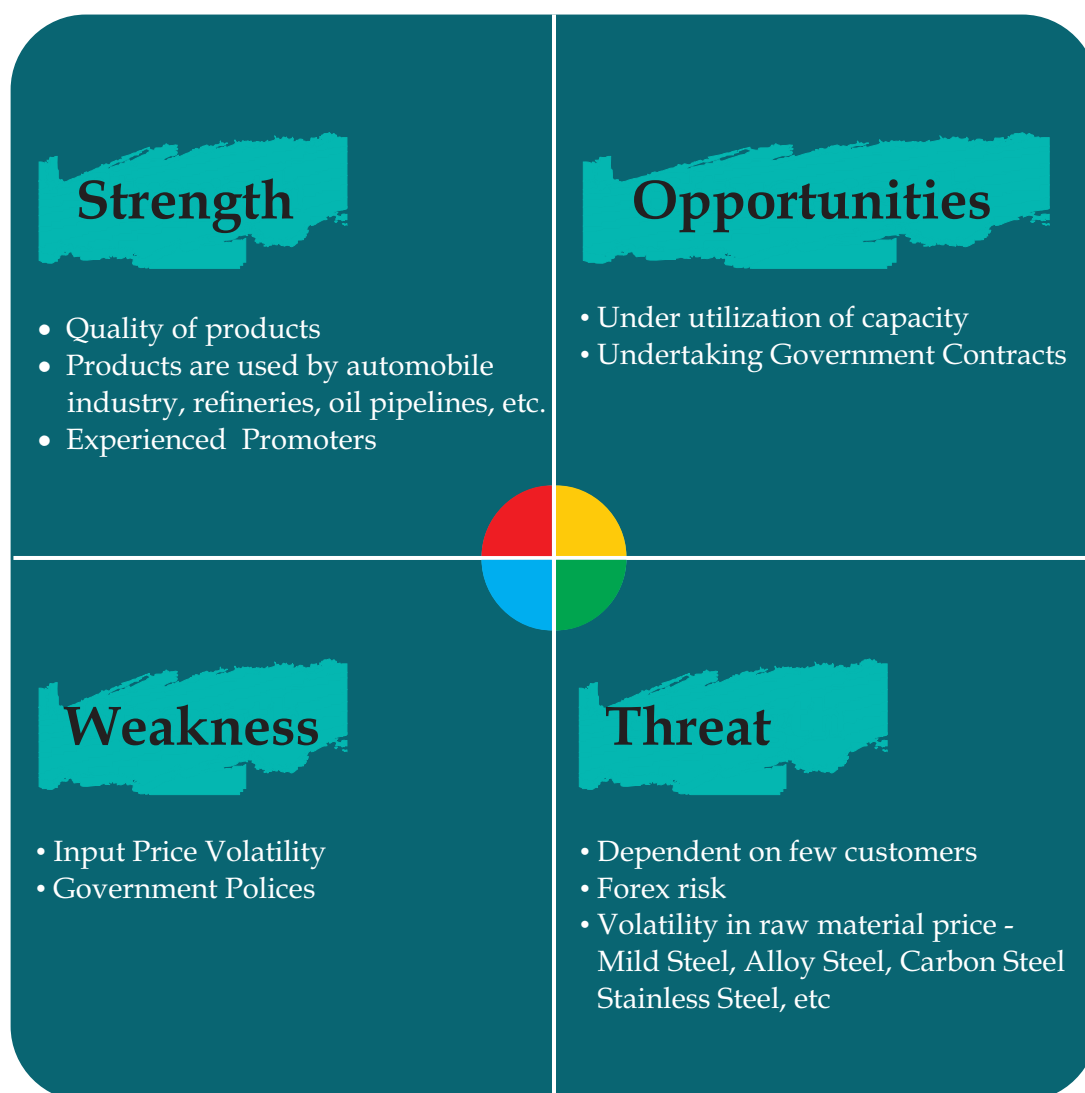 Strength
• Quality of products
• Products are used by automobile
industry, refineries, oil pipelines, etc.
• Experienced Promoters
Opportunities
• Under utilization of capacity
• Undertaking Government Contracts
Weakness
• Input Price Volatility
• Government Polices
Threat
• Dependent on few customers
• Forex risk
• Volatility in raw material price -
Mild Steel, Alloy Steel, Carbon Steel
Stainless Steel, etc